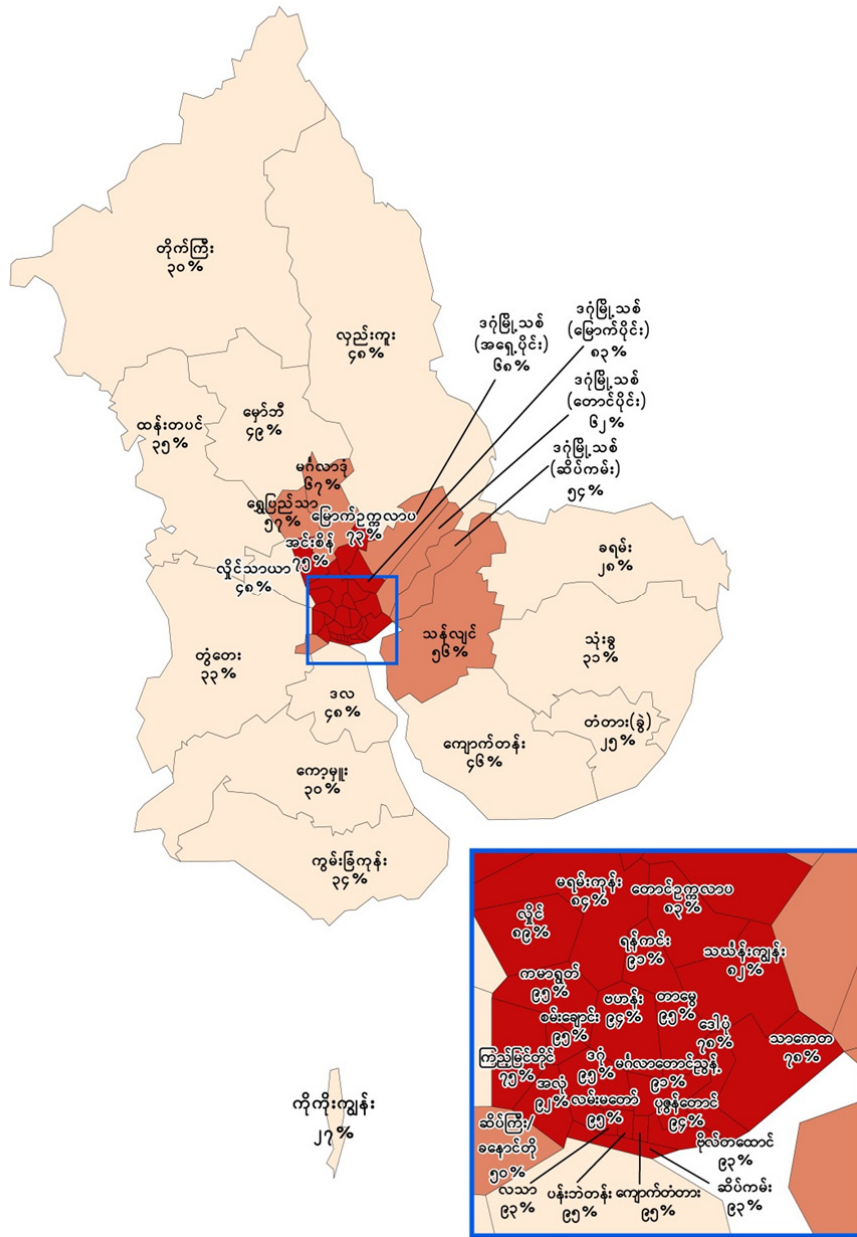 တိုက်ကြီး
၃၀%
လှည်းကူး
၄၈%
ဒဂုံမြို့သစ်
(အရှေ့ပိုင်း)
၆၈%
ဒဂုံမြို့သစ်
(မြောက်ပိုင်း)
၈၃%
ဒဂုံမြို့သစ်
(တောင်ပိုင်း)
၆၂%
ဒဂုံမြို့သစ်
(ဆိပ်ကမ်း)
၅၄%
ထန်းတပင်
၃၅%
မှော်ဘီ
၄၉%
မင်္ဂလာဒုံ
၆၇%
ရွှေပြည်သာ
၅၇%
မြောက်ဥက္ကလာပ
၇၃%
အင်းစိန်
၇၅%
လှိုင်သာယာ
၄၈%
ခရမ်း
၂၈%
သန်လျင်
၅၆%
သုံးခွ
၃၁%
တွံတေး
၃၃%
ဒလ
၄၈%
တံတား(ခွဲ)
၂၅%
ကျောက်တန်း
၄၆%
ကော့မှူး
၃၀%
ကွမ်းခြံကုန်း
၃၄%
ကိုကိုးကျွန်း
၂၇%
မရမ်းကုန်း
၈၄%
တောင်ဥက္ကလာပ
၈၃%
လှိုင်
၈၉%
ရန်ကင်း
၉၁%
သင်္ဃန်းကျွန်း
၈၂%
ကမာရွတ်
၉၅%
ဗဟန်း
၉၄%
တာမွေ
၉၅%
စမ်းချောင်း
၉၅%
ဒေါပုံ
၇၈%
သာကေတ
၇၈%
ကြည့်မြင်တိုင်
၇၅%
ဒဂုံ
၉၅%
မင်္ဂလာတောင်ညွန့်
၉၁%
အလုံ
၉၂%
လမ်းမတော်
၉၅%
ပုဇွန်တောင်
၉၄%
ဆိပ်ကြီး/
ခနောင်တို
၅၀%
ဗိုလ်တထောင်
၉၃%
လသာ
၉၃%
ပန်းဘဲတန်း
၉၅%
ကျောက်တံတား
၉၅%
ဆိပ်ကမ်း
၉၃%